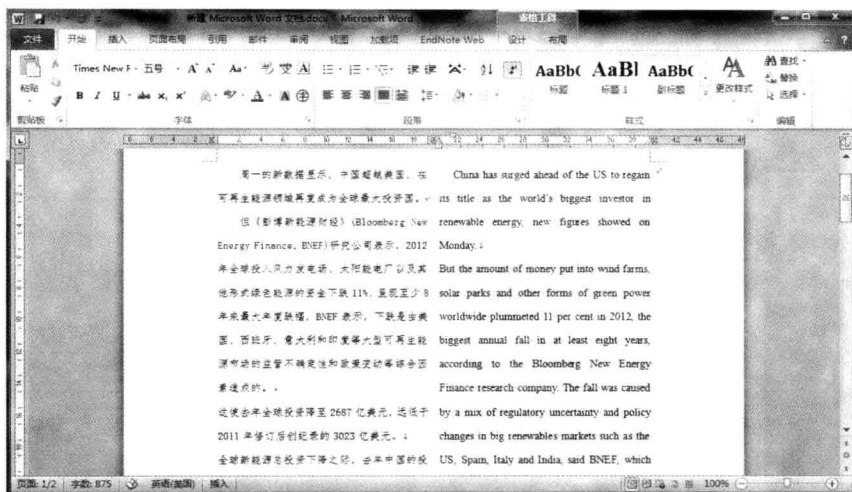 新建 Microsoft Word 文档.docx - Microsoft Word
表格工具
文件 开始 插入 页面布局 引用 邮件 审阅 视图 加载项 EndNote Web 设计 布局
粘贴
Times New R 五号 A A Aa 变 A
B I U abc x, x A A
AaBbC AaBl AaBbC
标题 标题 1 副标题 更改样式
查找
替换
选择
剪贴板 字体 段落 样式 编辑
周一的新数据显示，中国超越美国，在
可再生能源领域再度成为全球最大投资国。
但《彭博新能源财经》(Bloomberg New
Energy Finance, BNEF)研究公司表示，2012
年全球投入风力发电场、太阳能电厂以及其
他形式绿色能源的资金下跌 11%，呈现至少 8
年来最大年度跌幅。BNEF 表示，下跌是由美
国、西班牙、意大利和印度等大型可再生能
源市场的监管不确定性和政策变动等综合因
素造成的。
这使去年全球投资降至 2687 亿美元，远低于
2011 年修订后创纪录的 3023 亿美元。
全球新能源总投资下降之际，去年中国的投
China has surged ahead of the US to regain
its title as the world's biggest investor in
renewable energy, new figures showed on
Monday.
But the amount of money put into wind farms,
solar parks and other forms of green power
worldwide plummeted 11 per cent in 2012, the
biggest annual fall in at least eight years,
according to the Bloomberg New Energy
Finance research company. The fall was caused
by a mix of regulatory uncertainty and policy
changes in big renewables markets such as the
US, Spain, Italy and India, said BNEF, which
页面: 1/2 字数: 875 英语(美国) 插入 100%